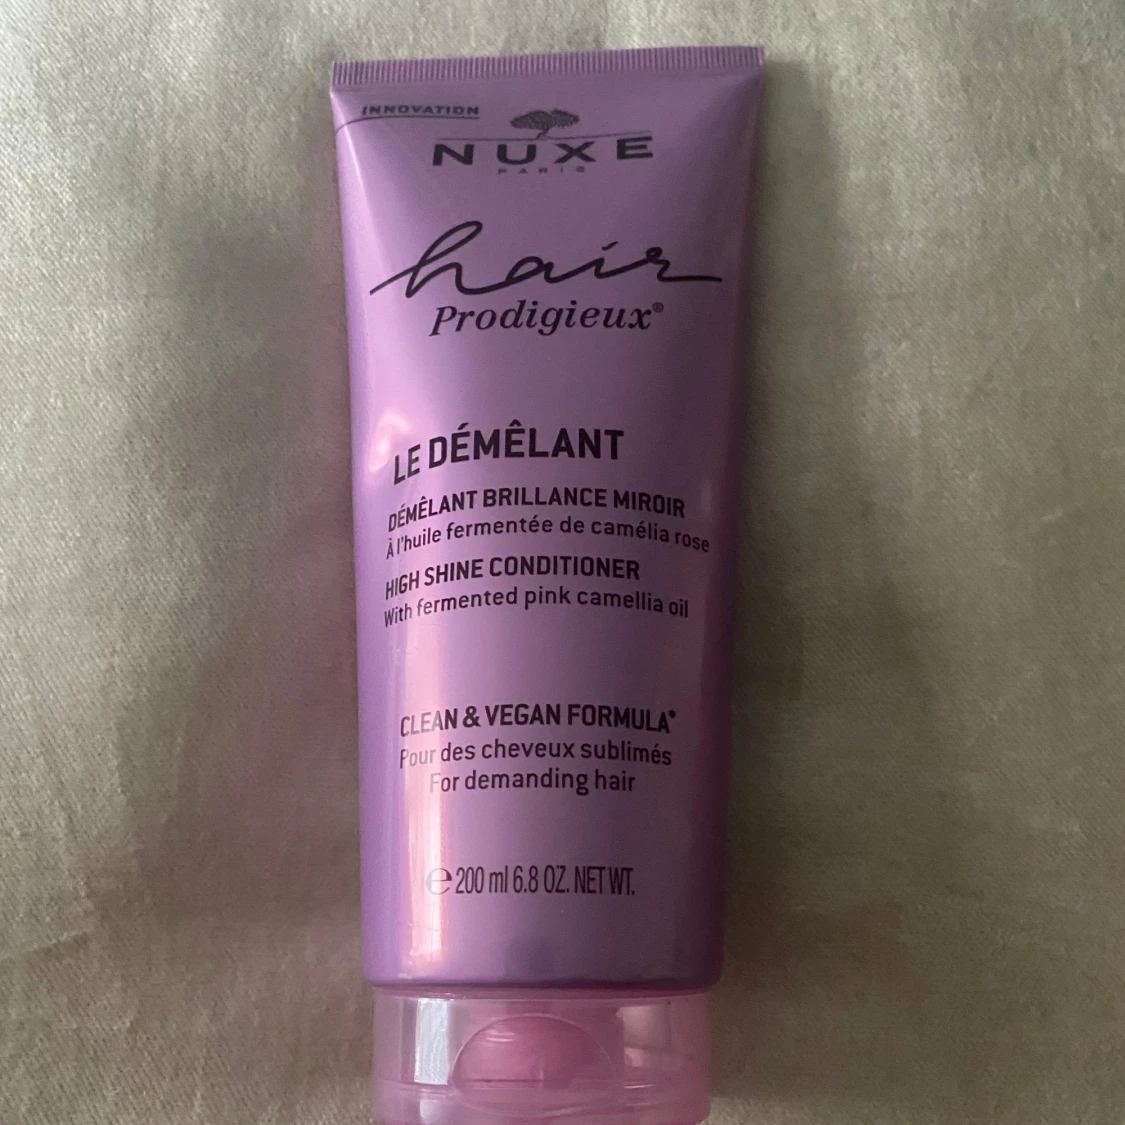 INNOVATION
NUXE
PARIS
hair
Prodigieux®
LE DÉMÊLANT
DÉMÊLANT BRILLANCE MIROIR
À l'huile fermentée de camélia rose
HIGH SHINE CONDITIONER
With fermented pink camellia oil
CLEAN & VEGAN FORMULA*
Pour des cheveux sublimés
For demanding hair
℮ 200 ml 6.8 OZ. NET WT.